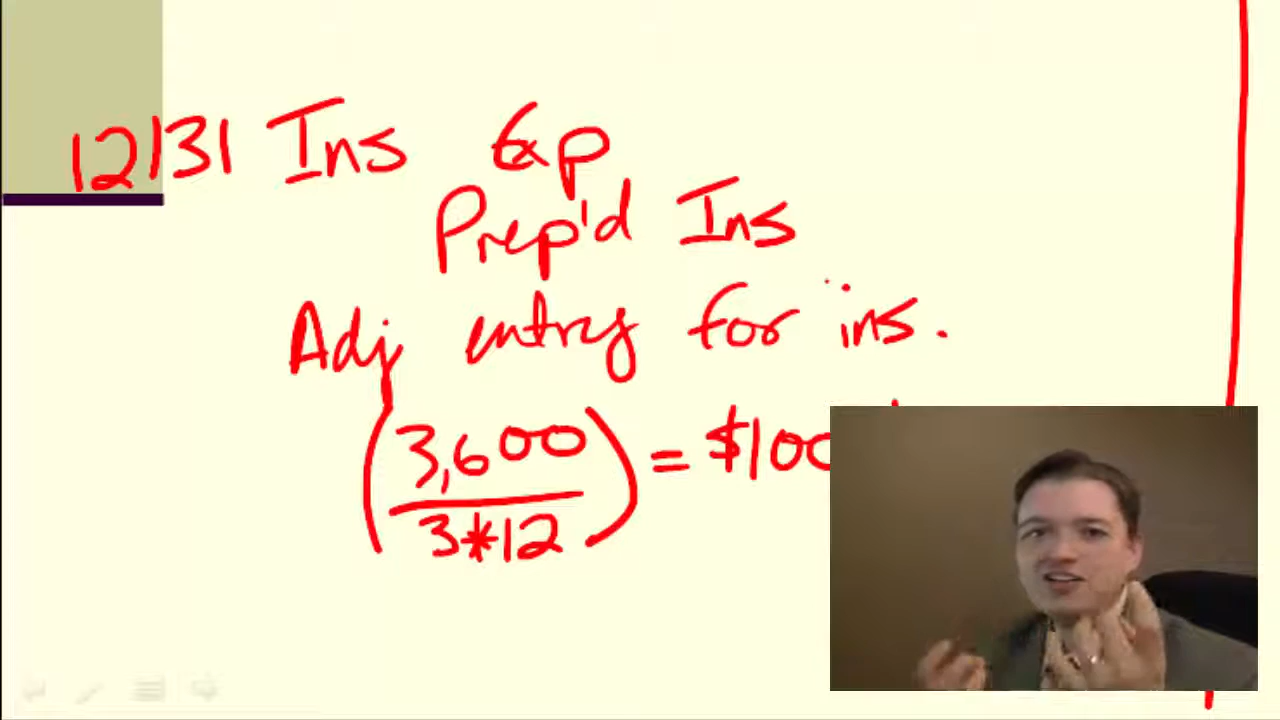 12/31 Ins Exp
Prep'd Ins
Adj entry for ins.
(3,600 / 3*12) = $100